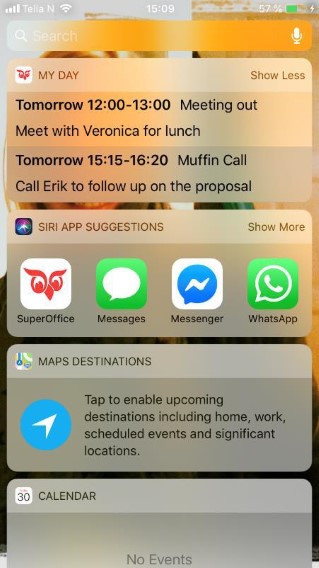 Telia N 15:09 57 %
Search
MY DAY Show Less
Tomorrow 12:00-13:00 Meeting out
Meet with Veronica for lunch
Tomorrow 15:15-16:20 Muffin Call
Call Erik to follow up on the proposal
SIRI APP SUGGESTIONS Show More
SuperOffice Messages Messenger WhatsApp
MAPS DESTINATIONS
Tap to enable upcoming
destinations including home, work,
scheduled events and significant
locations.
30 CALENDAR
No Events